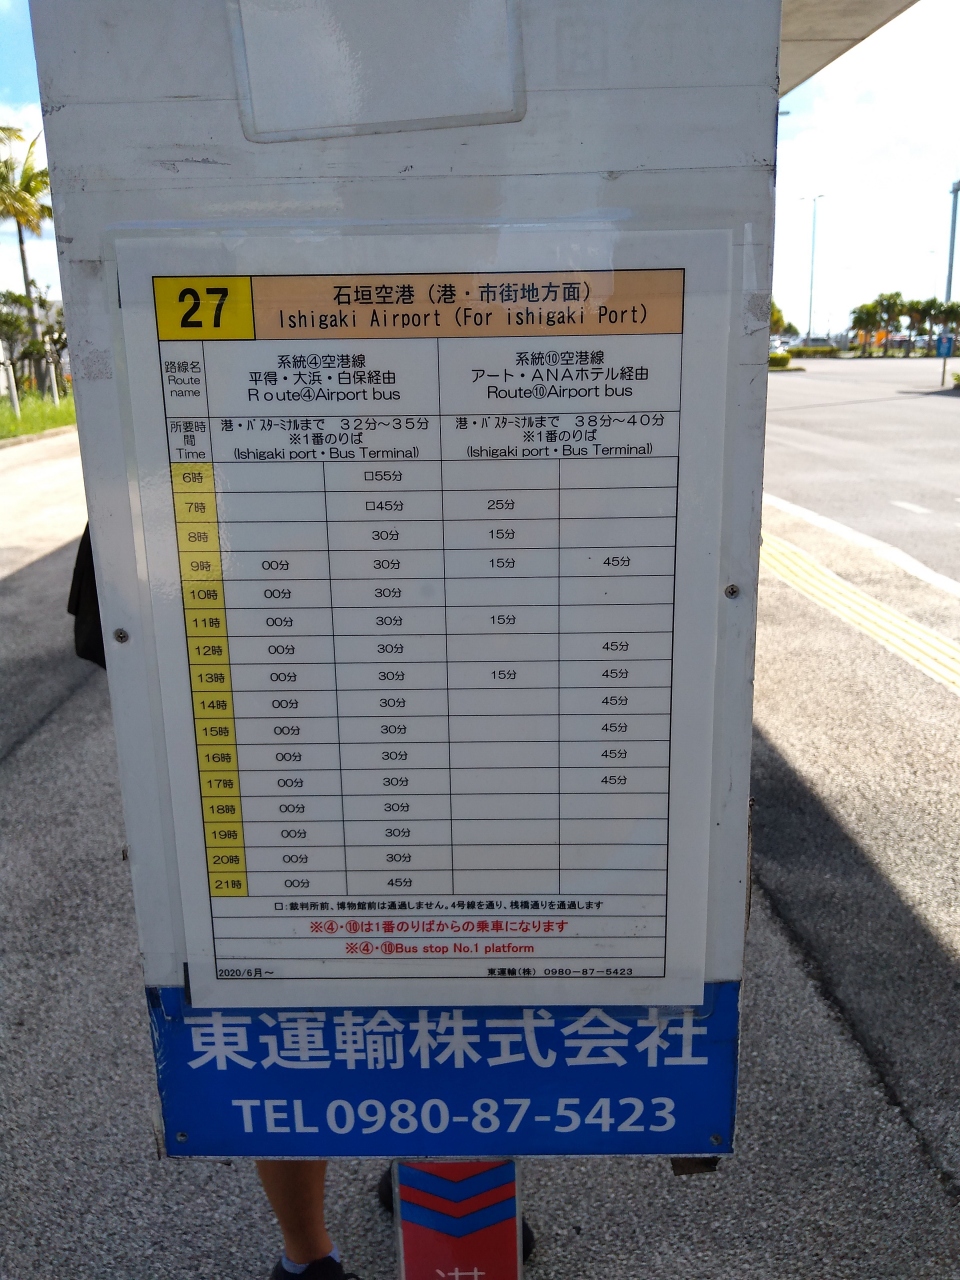 27
石垣空港（港・市街地方面）
Ishigaki Airport (For ishigaki Port)
路線名
Route
name
系統④空港線
平得・大浜・白保経由
Route④Airport bus
系統⑩空港線
アート・ANAホテル経由
Route⑩Airport bus
所要時間
Time
港・バスターミナルまで　32分～35分
※1番のりば
(Ishigaki port・Bus Terminal)
港・バスターミナルまで　38分～40分
※1番のりば
(Ishigaki port・Bus Terminal)
6時 □55分
7時 □45分 25分
8時 30分 15分
9時 00分 30分 15分 45分
10時 00分 30分
11時 00分 30分 15分
12時 00分 30分 45分
13時 00分 30分 15分 45分
14時 00分 30分 45分
15時 00分 30分 45分
16時 00分 30分 45分
17時 00分 30分 45分
18時 00分 30分
19時 00分 30分
20時 00分 30分
21時 00分 45分
□：裁判所前、博物館前は通過しません。4号線を通り、桟橋通りを通過します
※④・⑩は1番のりばからの乗車になります
※④・⑩Bus stop No.1 platform
2020/6月～ 東運輸(株) 0980－87－5423
東運輸株式会社
TEL 0980-87-5423